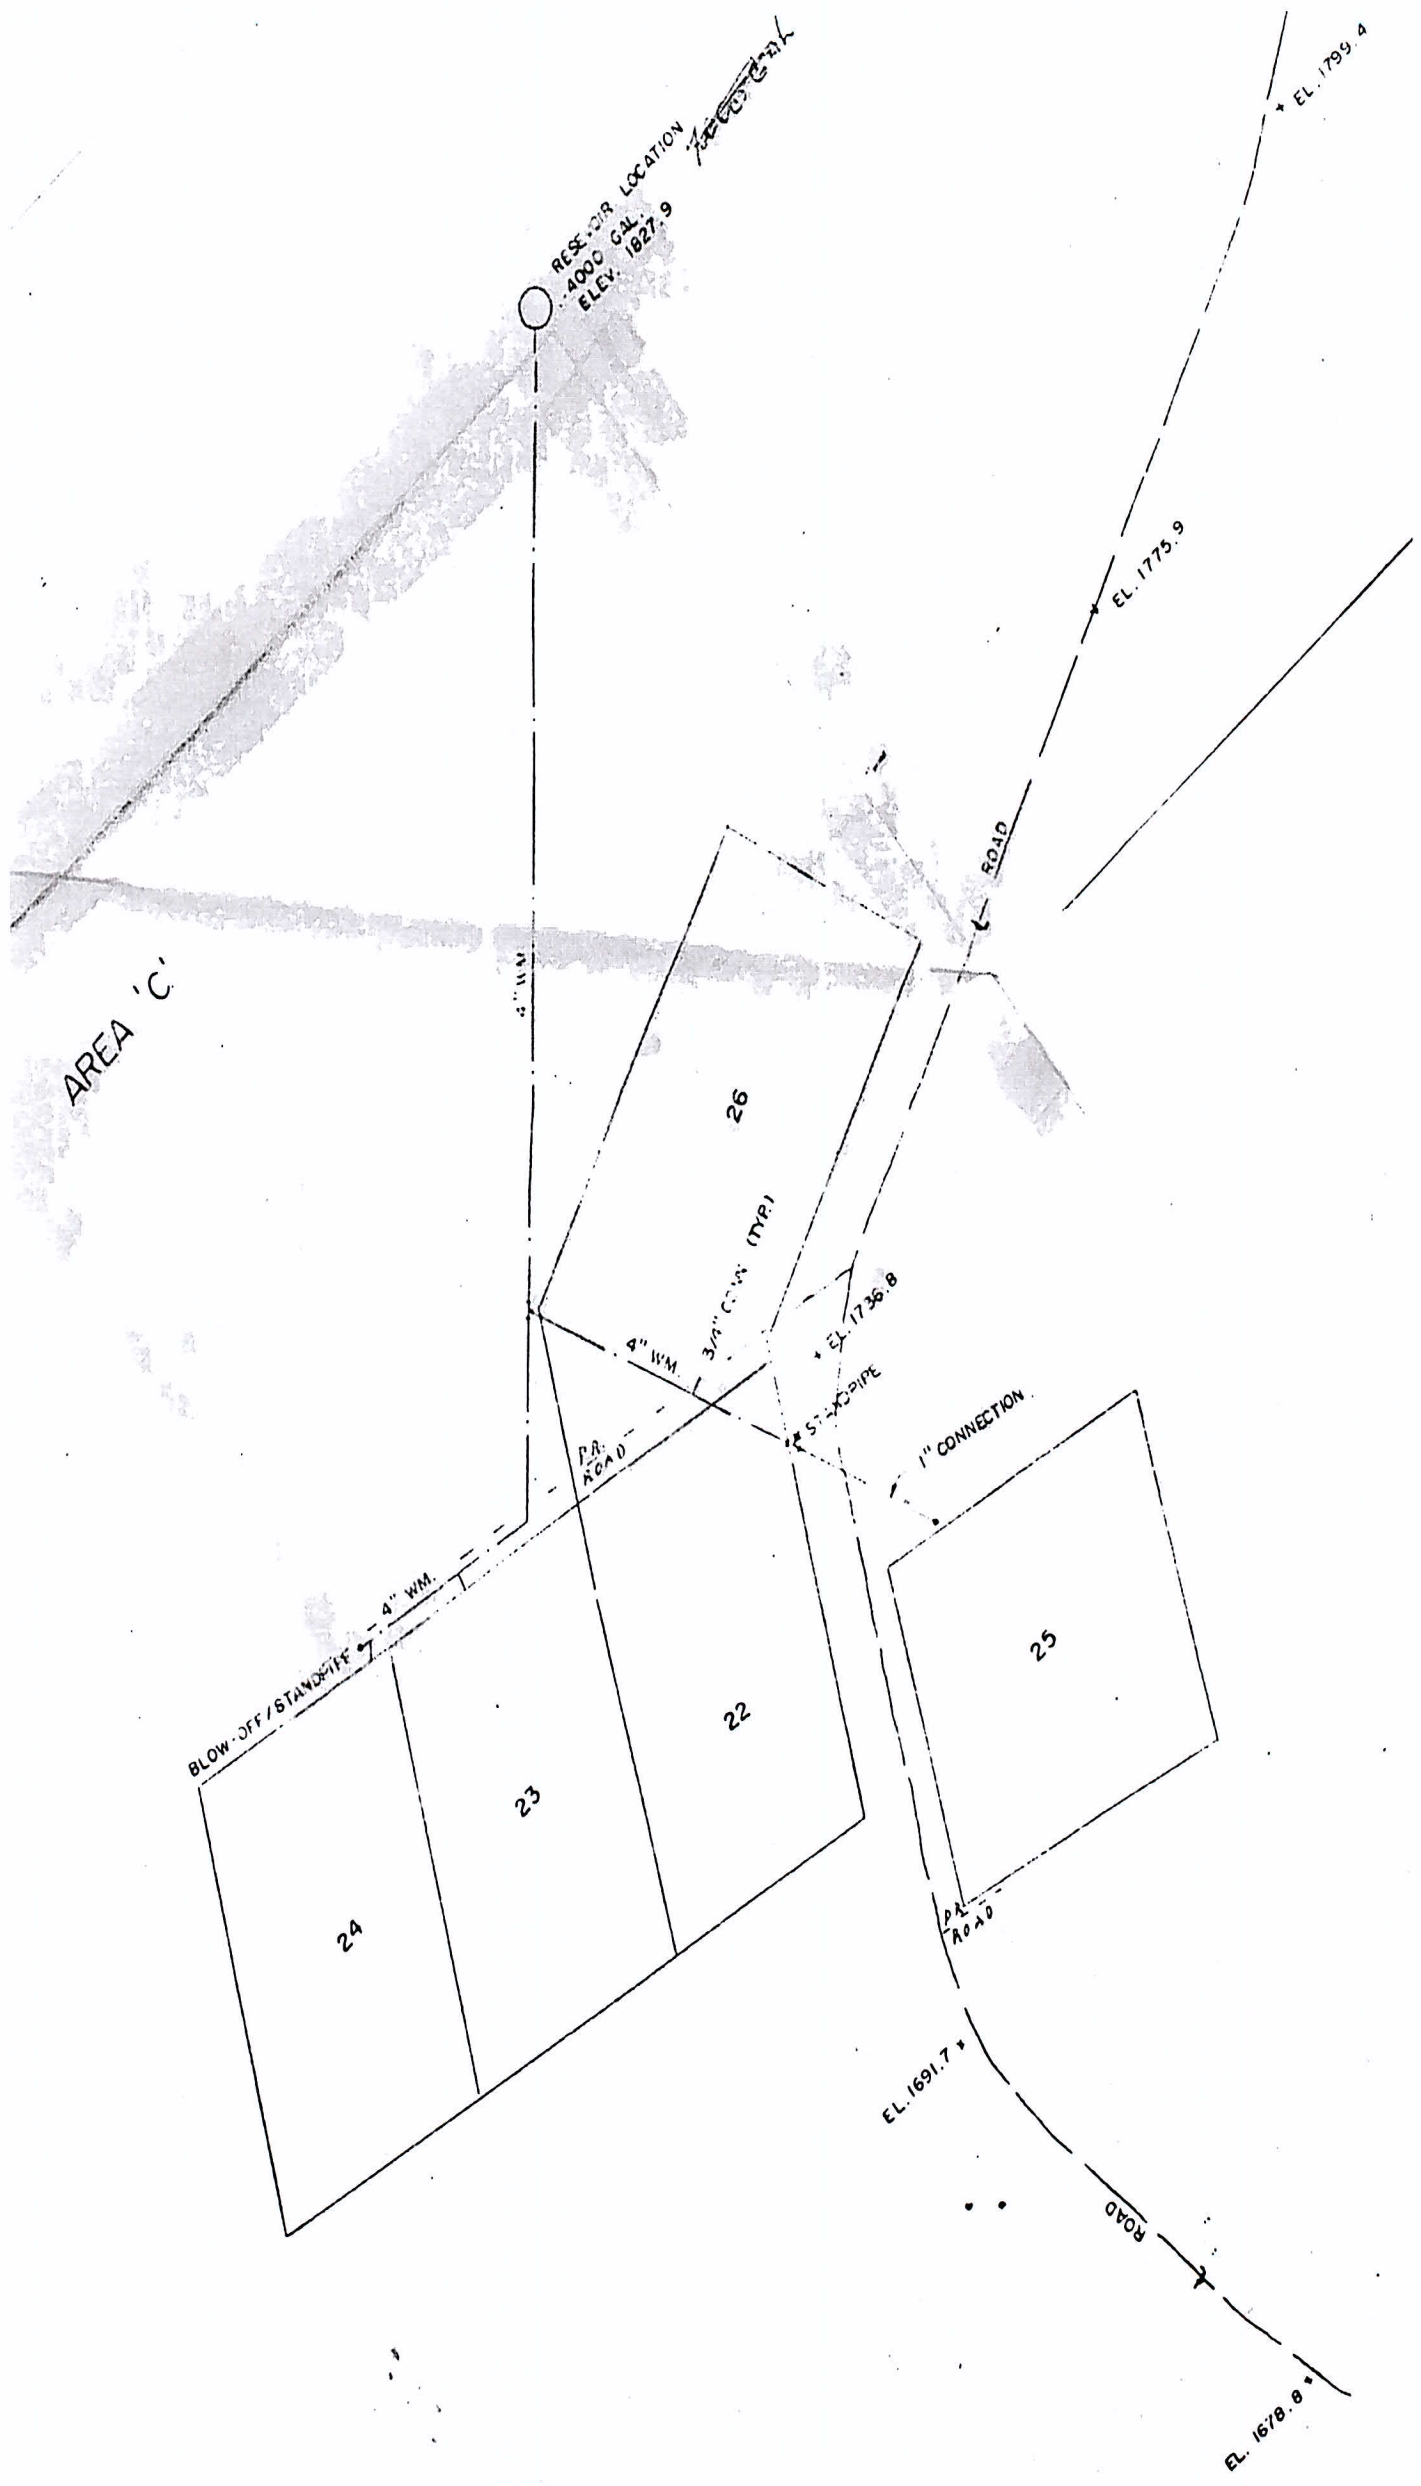 EL. 1799.4
RESEVOIR LOCATION
4000 GAL.
ELEV. 1827.9
EL. 1775.9
ROAD
AREA 'C'
4" WM
26
3/4" CONN (TYP.)
EL. 1736.8
4" WM.
STANDPIPE
1" CONNECTION
P.R.
ROAD
4" WM.
BLOW-OFF/STANDPIPE
25
22
23
24
P.R.
ROAD
EL. 1691.7
ROAD
EL. 1678.8